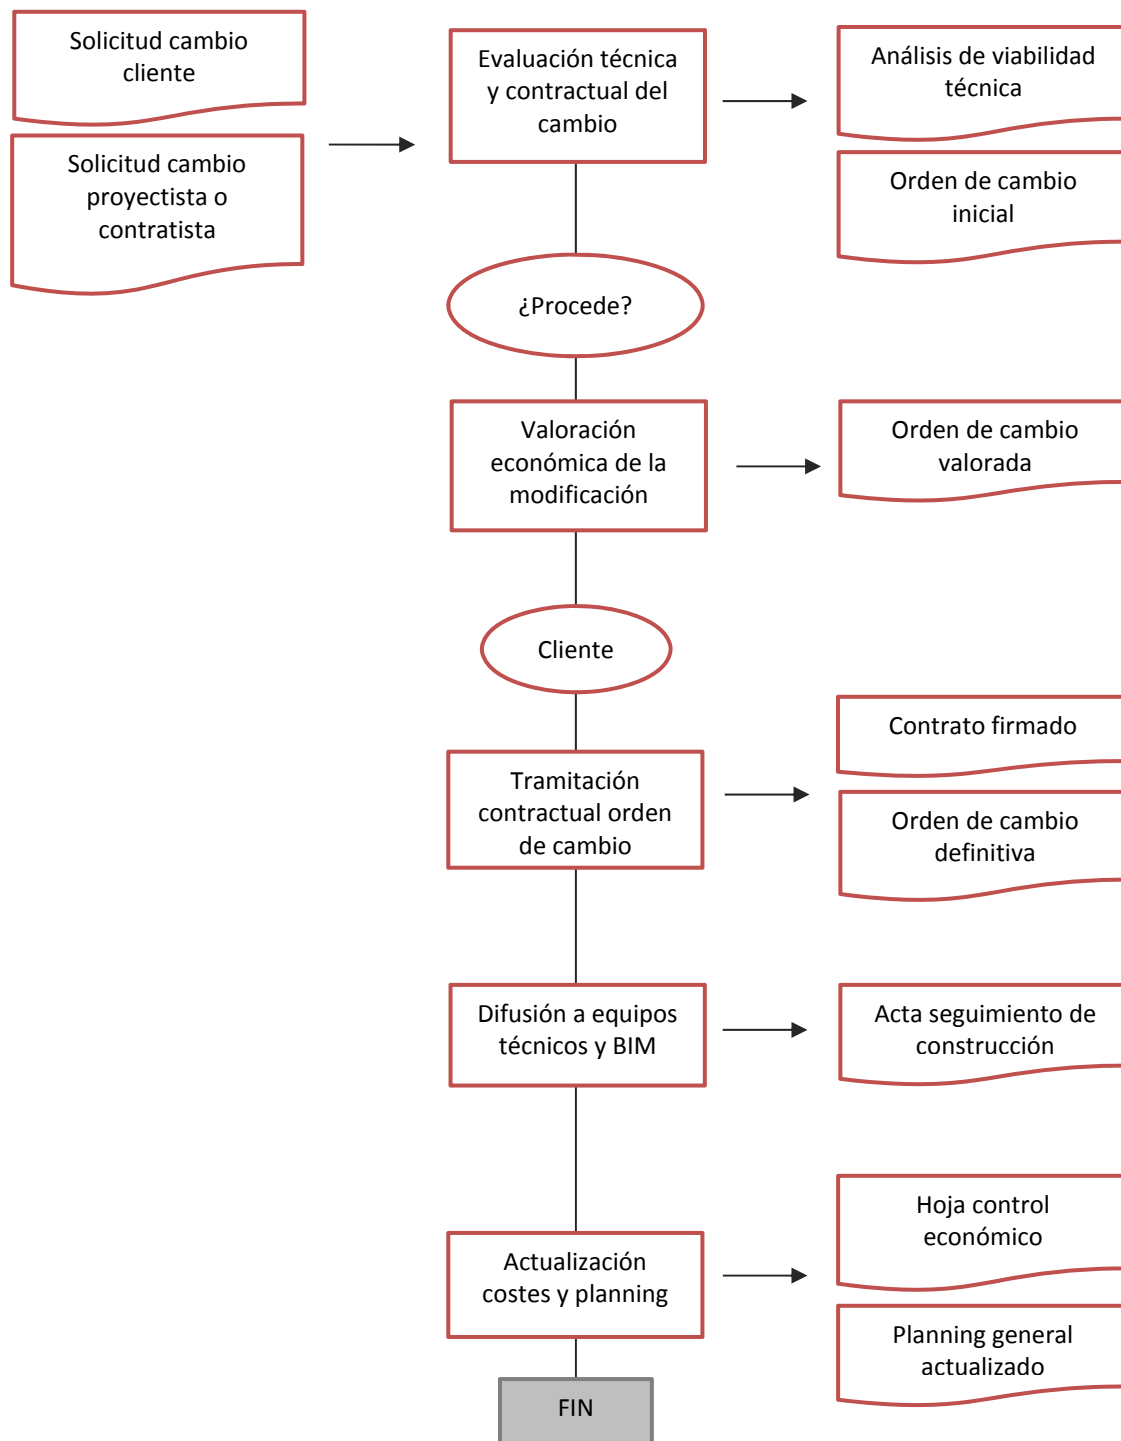 Solicitud cambio
cliente
Solicitud cambio
proyectista o
contratista
Evaluación técnica
y contractual del
cambio
Análisis de viabilidad
técnica
Orden de cambio
inicial
¿Procede?
Valoración
económica de la
modificación
Orden de cambio
valorada
Cliente
Tramitación
contractual orden
de cambio
Contrato firmado
Orden de cambio
definitiva
Difusión a equipos
técnicos y BIM
Acta seguimiento de
construcción
Actualización
costes y planning
Hoja control
económico
Planning general
actualizado
FIN